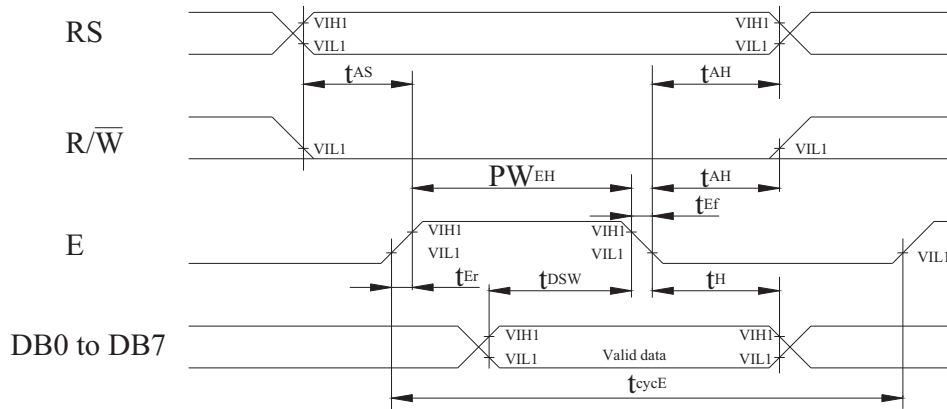 RS
VIH1
VIL1
VIH1
VIL1
tAS
tAH
R/W̅
VIL1
VIL1
PWEH
tAH
tEf
E
VIH1
VIL1
VIH1
VIL1
VIL1
tEr
tDSW
tH
DB0 to DB7
VIH1
VIL1
Valid data
VIH1
VIL1
tcycE